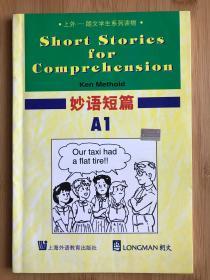 • 上外—朗文学生系列读物
Short Stories
for
Comprehension
Ken Methold
妙语短篇
A1
Our taxi had
a flat tire!!
上海外语教育出版社
LONGMAN 朗文